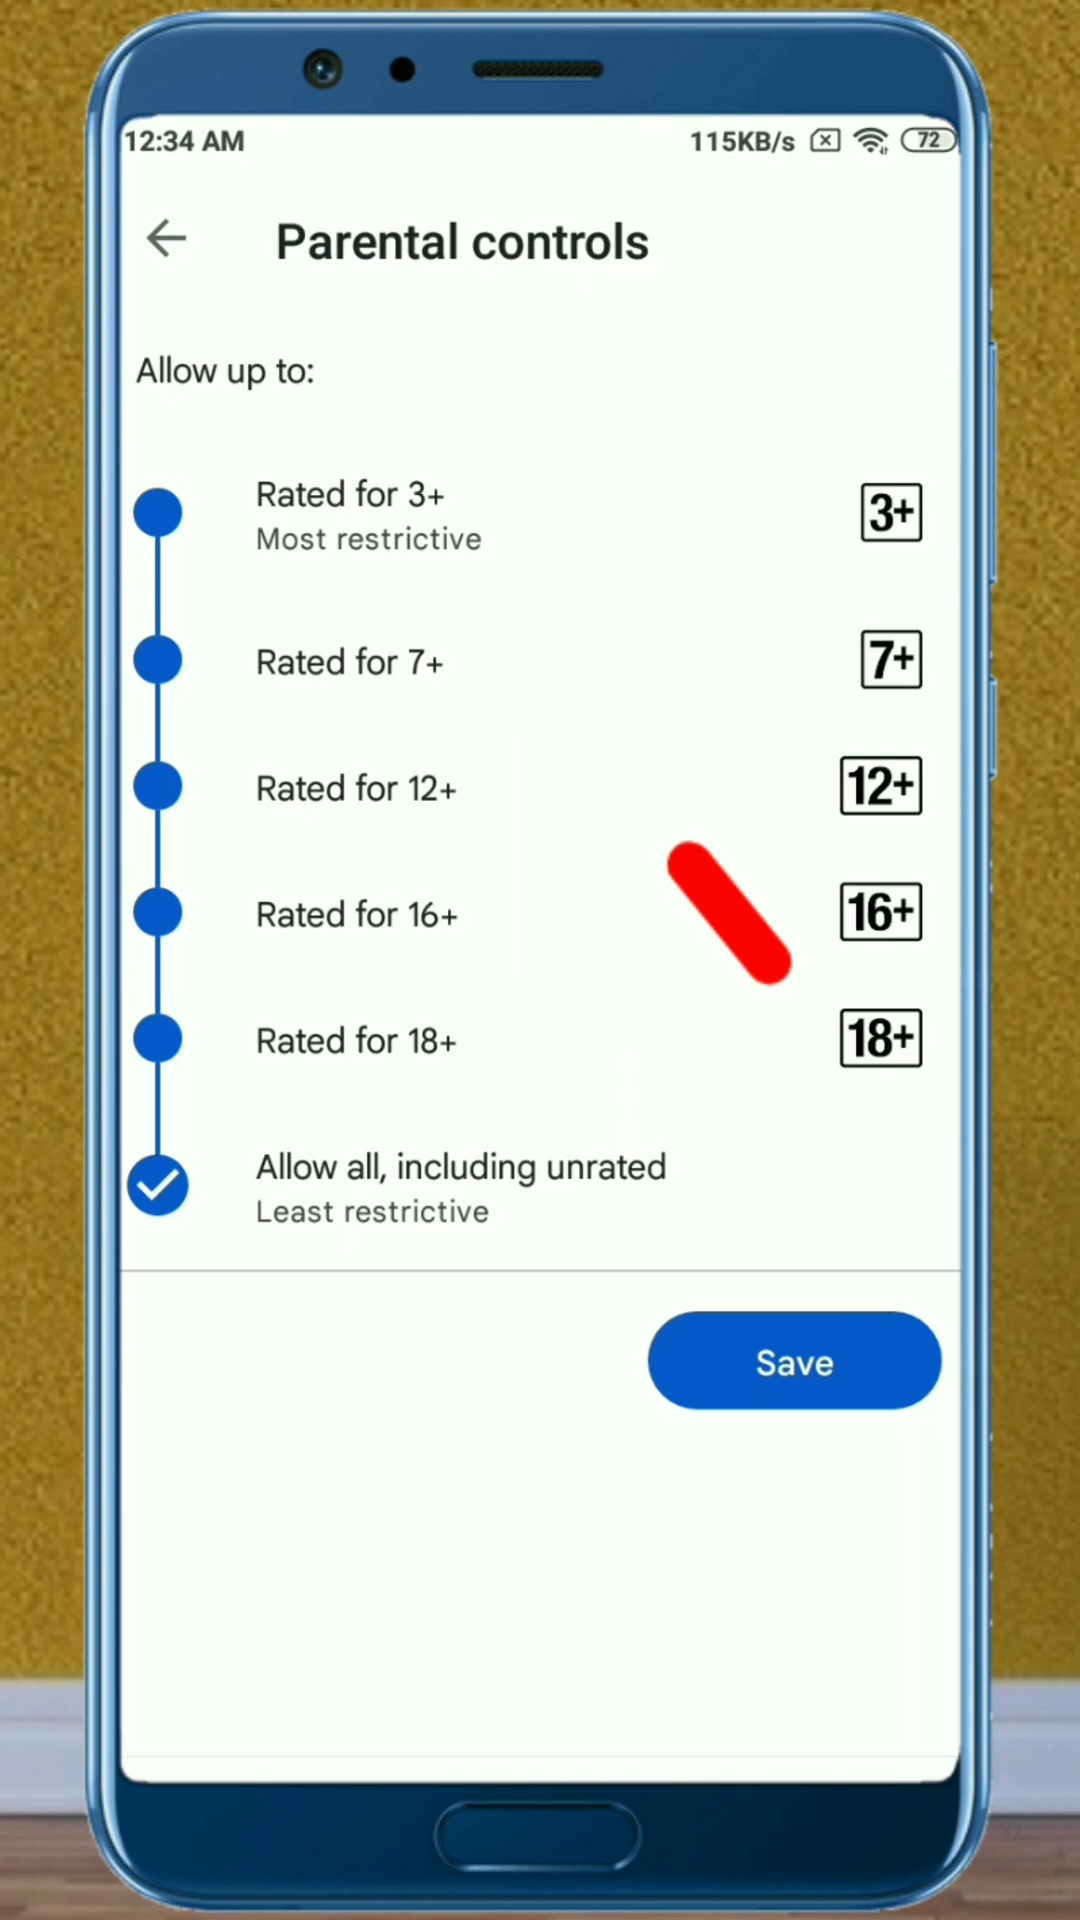 12:34 AM 115KB/s 72
Parental controls
Allow up to:
Rated for 3+ 3+
Most restrictive
Rated for 7+ 7+
Rated for 12+ 12+
Rated for 16+ 16+
Rated for 18+ 18+
Allow all, including unrated
Least restrictive
Save